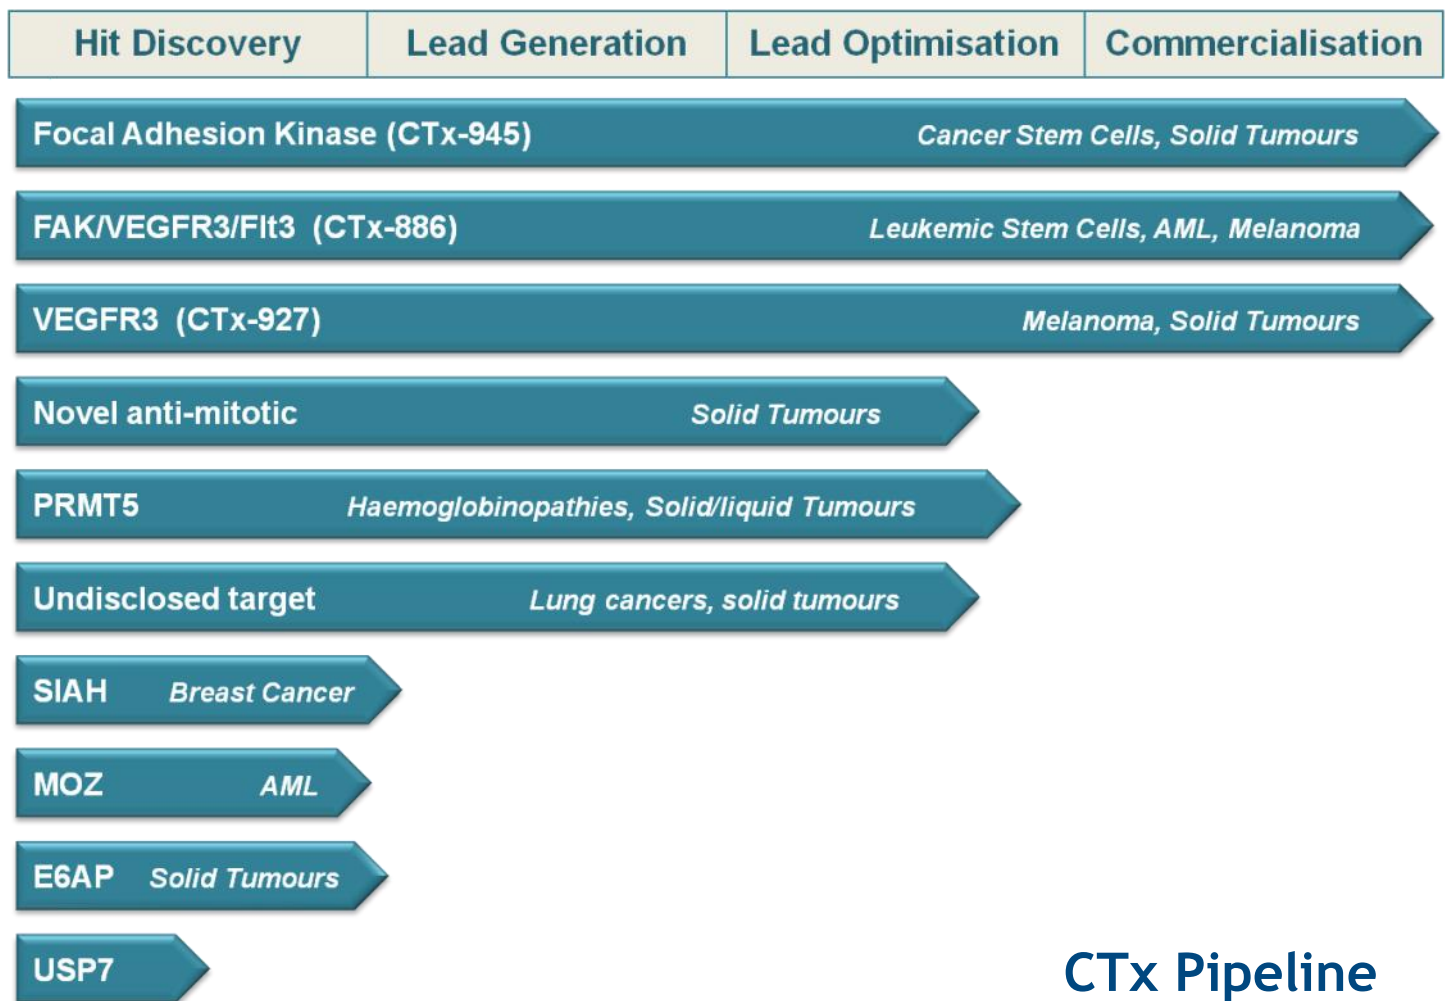 Hit Discovery Lead Generation Lead Optimisation Commercialisation
Focal Adhesion Kinase (CTx-945) Cancer Stem Cells, Solid Tumours
FAK/VEGFR3/Flt3 (CTx-886) Leukemic Stem Cells, AML, Melanoma
VEGFR3 (CTx-927) Melanoma, Solid Tumours
Novel anti-mitotic Solid Tumours
PRMT5 Haemoglobinopathies, Solid/liquid Tumours
Undisclosed target Lung cancers, solid tumours
SIAH Breast Cancer
MOZ AML
E6AP Solid Tumours
USP7
CTx Pipeline